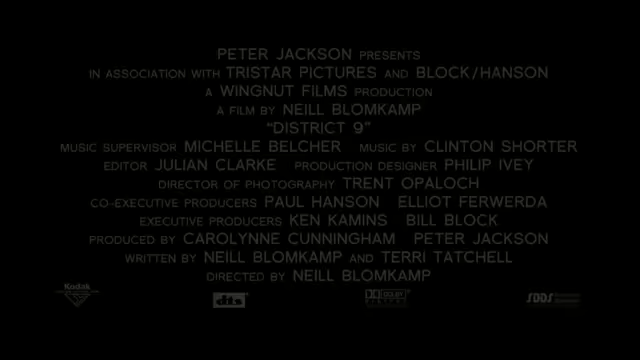 PETER JACKSON PRESENTS
IN ASSOCIATION WITH TRISTAR PICTURES AND BLOCK/HANSON
A WINGNUT FILMS PRODUCTION
A FILM BY NEILL BLOMKAMP
"DISTRICT 9"
MUSIC SUPERVISOR MICHELLE BELCHER MUSIC BY CLINTON SHORTER
EDITOR JULIAN CLARKE PRODUCTION DESIGNER PHILIP IVEY
DIRECTOR OF PHOTOGRAPHY TRENT OPALOCH
CO-EXECUTIVE PRODUCERS PAUL HANSON ELLIOT FERWERDA
EXECUTIVE PRODUCERS KEN KAMINS BILL BLOCK
PRODUCED BY CAROLYNNE CUNNINGHAM PETER JACKSON
WRITTEN BY NEILL BLOMKAMP AND TERRI TATCHELL
DIRECTED BY NEILL BLOMKAMP
Kodak dts DOLBY SDDS